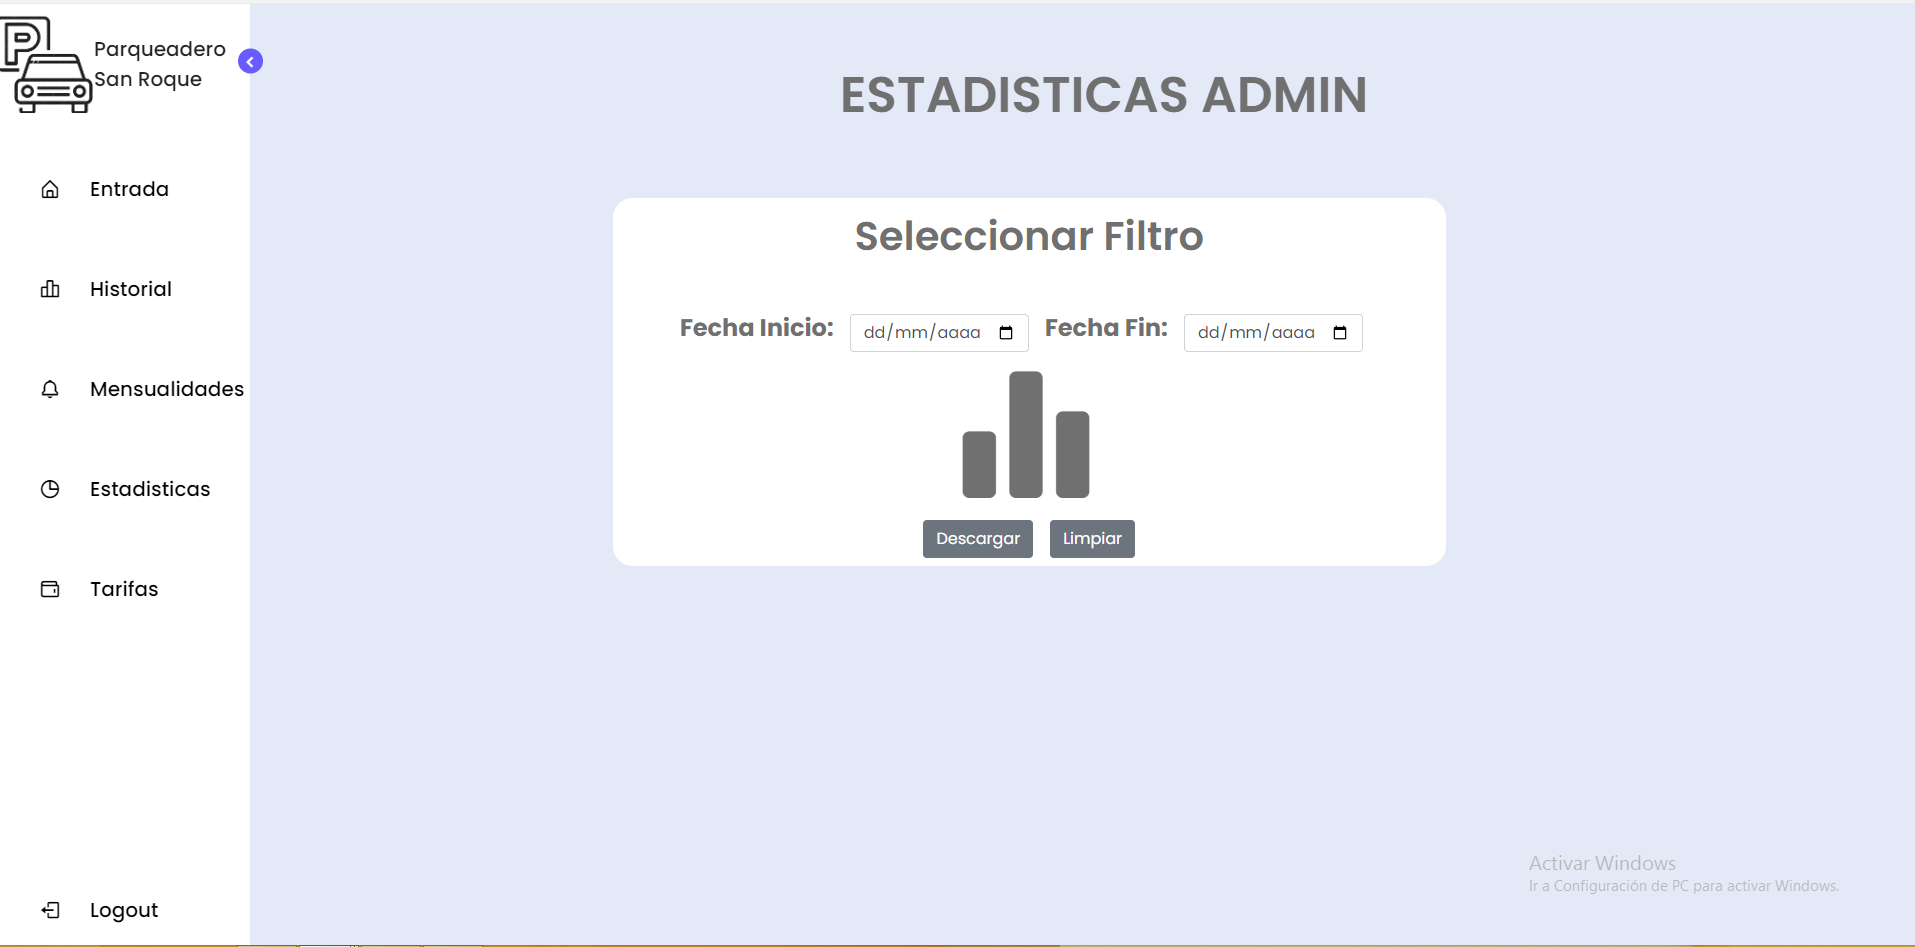 P
Parqueadero
San Roque
Entrada
Historial
Mensualidades
Estadisticas
Tarifas
Logout
ESTADISTICAS ADMIN
Seleccionar Filtro
Fecha Inicio: dd/mm/aaaa Fecha Fin: dd/mm/aaaa
Descargar Limpiar
Activar Windows
Ir a Configuración de PC para activar Windows.